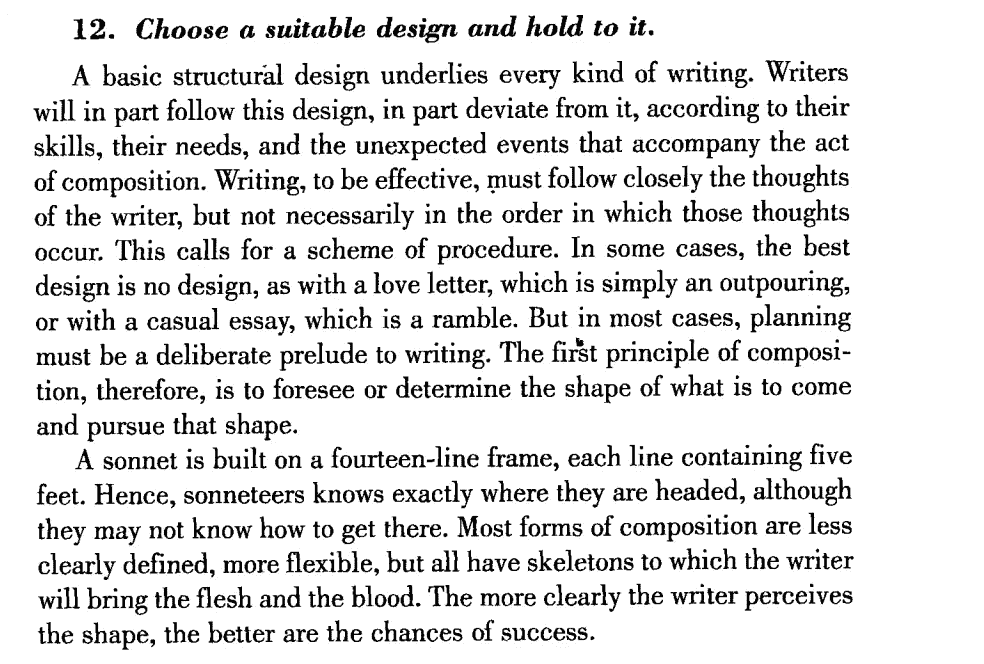 12. Choose a suitable design and hold to it.
A basic structural design underlies every kind of writing. Writers
will in part follow this design, in part deviate from it, according to their
skills, their needs, and the unexpected events that accompany the act
of composition. Writing, to be effective, must follow closely the thoughts
of the writer, but not necessarily in the order in which those thoughts
occur. This calls for a scheme of procedure. In some cases, the best
design is no design, as with a love letter, which is simply an outpouring,
or with a casual essay, which is a ramble. But in most cases, planning
must be a deliberate prelude to writing. The first principle of composi-
tion, therefore, is to foresee or determine the shape of what is to come
and pursue that shape.
A sonnet is built on a fourteen-line frame, each line containing five
feet. Hence, sonneteers knows exactly where they are headed, although
they may not know how to get there. Most forms of composition are less
clearly defined, more flexible, but all have skeletons to which the writer
will bring the flesh and the blood. The more clearly the writer perceives
the shape, the better are the chances of success.